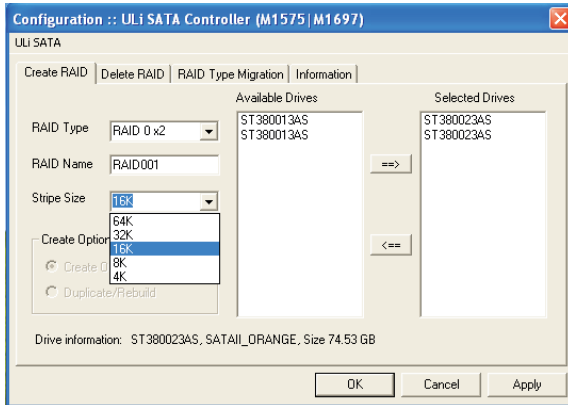 Configuration :: ULi SATA Controller (M1575|M1697)
ULi SATA
Create RAID
Delete RAID
RAID Type Migration
Information
Available Drives
Selected Drives
RAID Type
RAID 0 x2
RAID Name
RAID001
Stripe Size
16K
64K
32K
16K
8K
4K
ST380013AS
ST380013AS
==>
<==
ST380023AS
ST380023AS
Create Option
Create O
Duplicate/Rebuild
Drive information: ST380023AS, SATAII_ORANGE, Size 74.53 GB
OK
Cancel
Apply